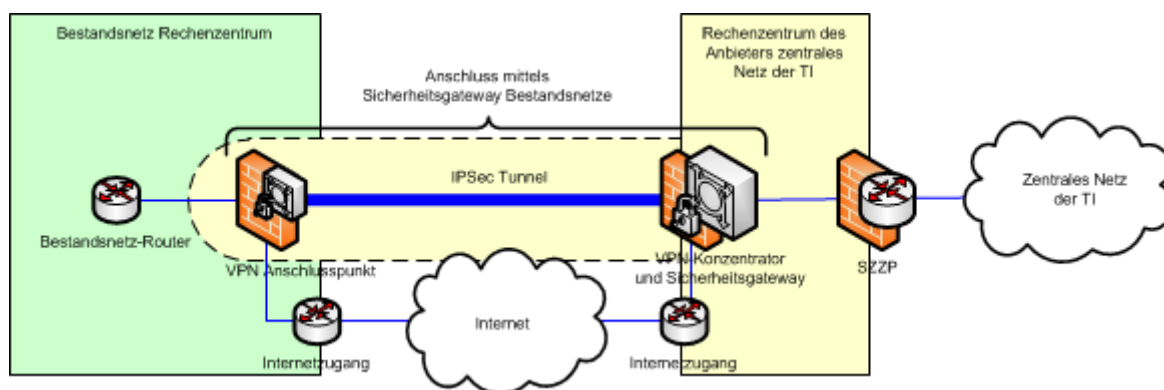 Bestandsnetz Rechenzentrum
Rechenzentrum des
Anbieters zentrales
Netz der TI
Anschluss mittels
Sicherheitsgateway Bestandsnetze
IPSec Tunnel
Zentrales Netz
der TI
Bestandsnetz-Router
VPN Anschlusspunkt
VPN-Konzentrator
und Sicherheitsgateway
SZZP
Internet
Internetzugang
Internetzugang